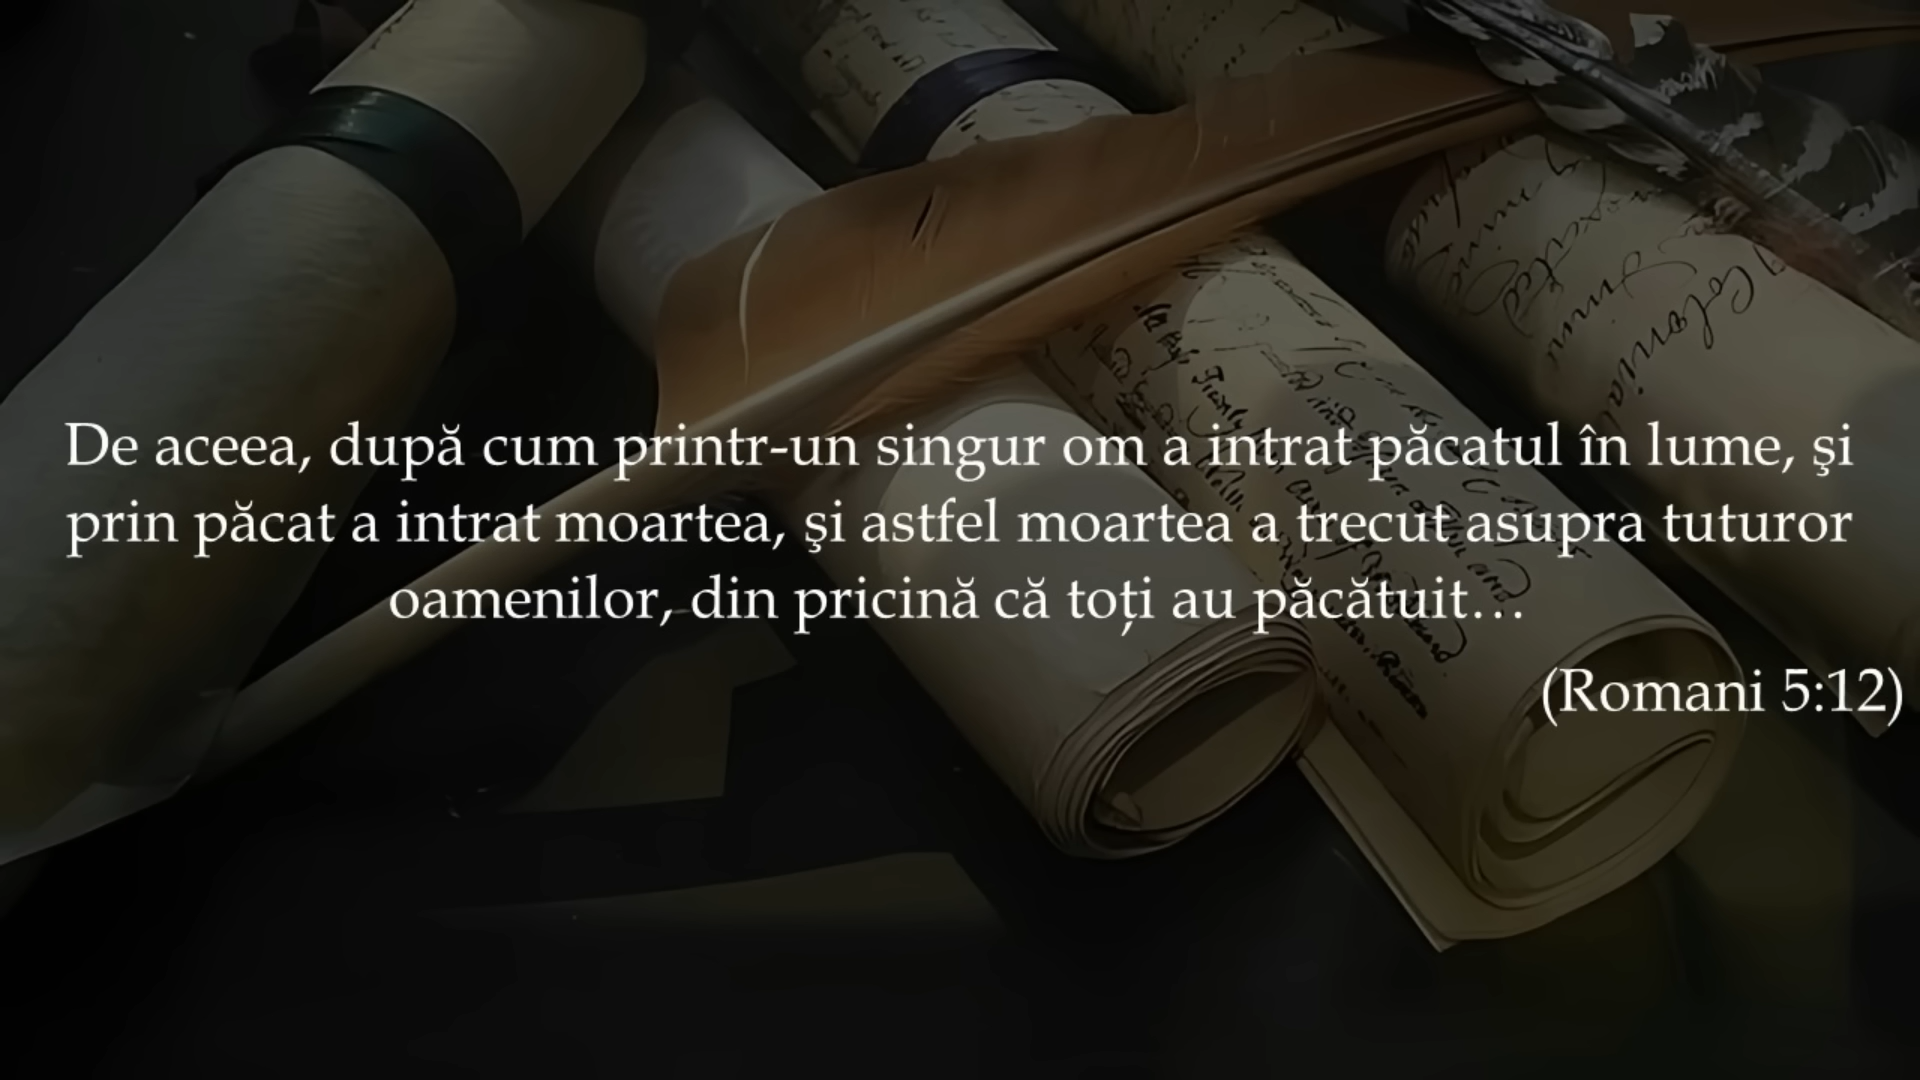 De aceea, după cum printr-un singur om a intrat păcatul în lume, şi
prin păcat a intrat moartea, şi astfel moartea a trecut asupra tuturor
oamenilor, din pricină că toți au păcătuit…
(Romani 5:12)
Colonial